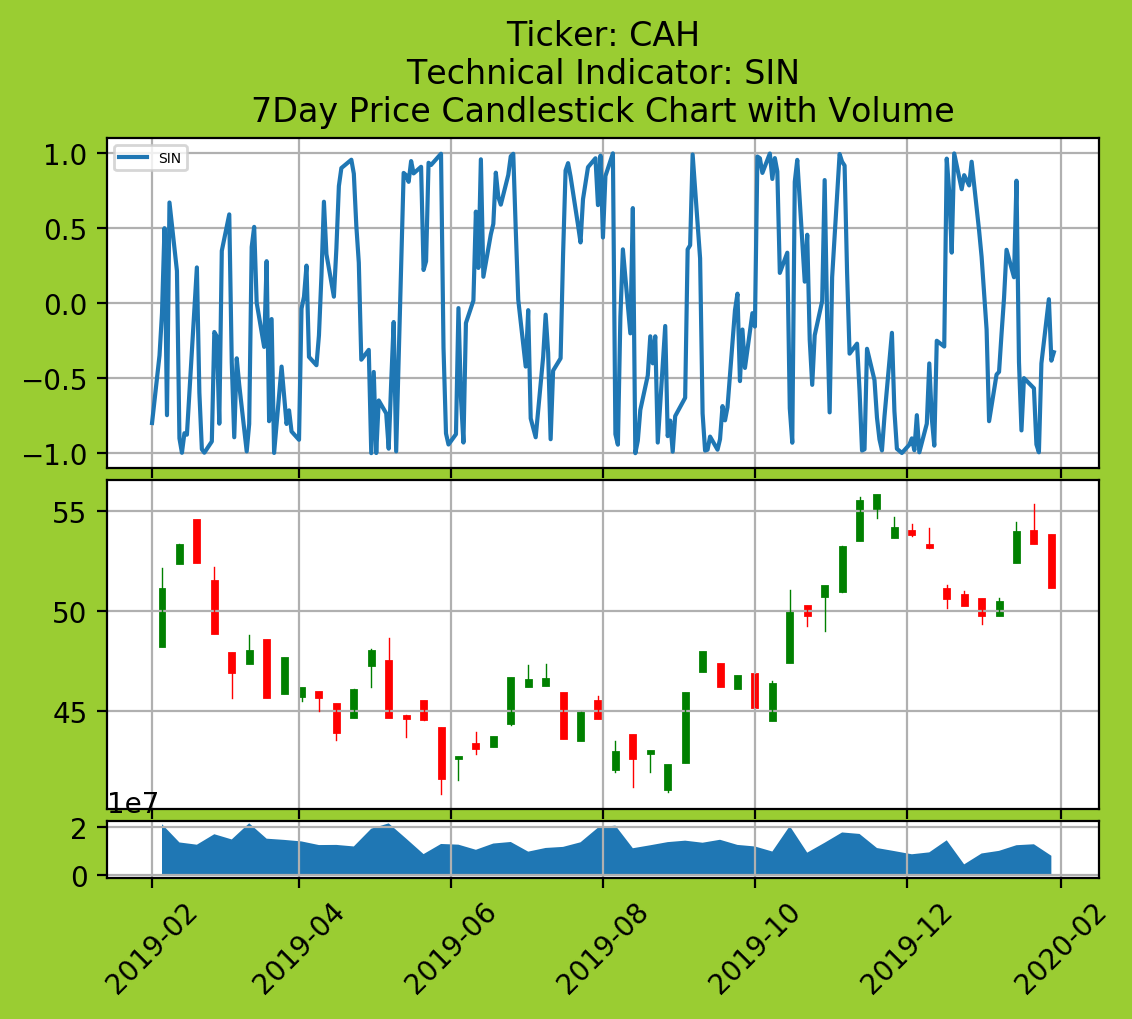 Ticker: CAH
Technical Indicator: SIN
7Day Price Candlestick Chart with Volume
SIN
1.0
0.5
0.0
−0.5
−1.0
55
50
45
1e7
2
0
2019-02 2019-04 2019-06 2019-08 2019-10 2019-12 2020-02